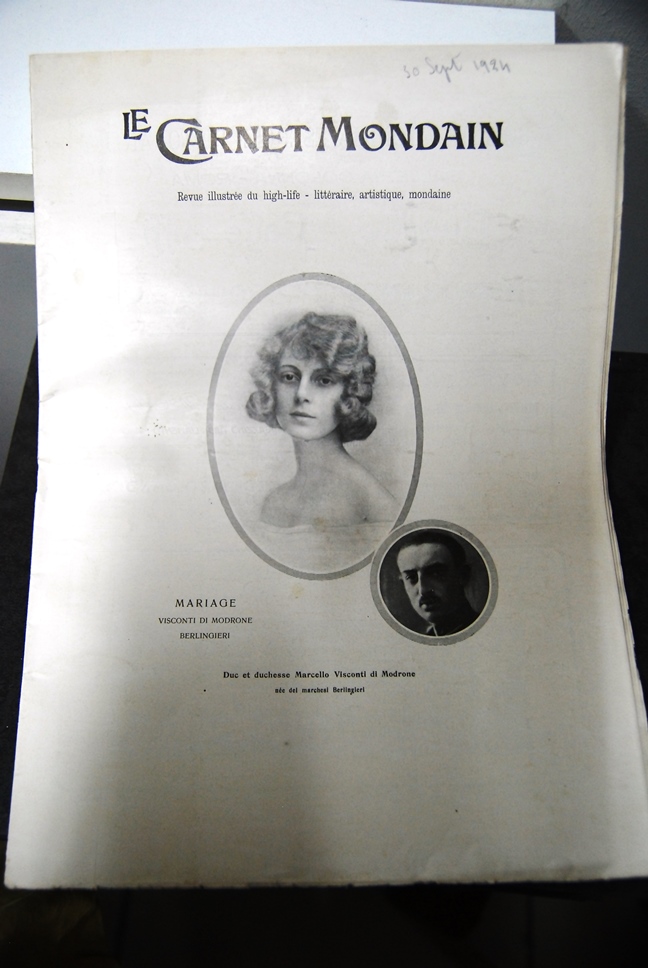 30 Sept 1924
LE CARNET MONDAIN
Revue illustrée du high-life - littéraire, artistique, mondaine
MARIAGE
VISCONTI DI MODRONE
BERLINGIERI
Duc et duchesse Marcello Visconti di Modrone
née dei marchesi Berlingieri